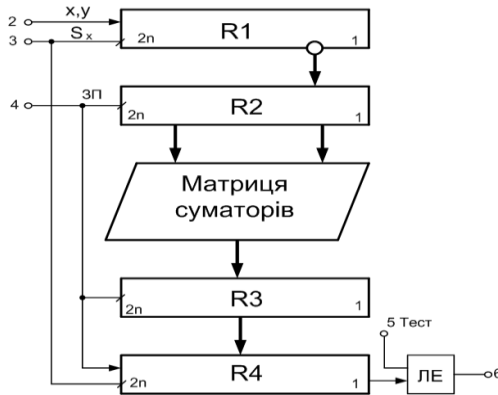 2 x,y
R1
2n 1
3 Sx
4 ЗП
R2
2n 1
Матриця
суматорів
R3
2n 1
5 Тест
R4
2n 1
ЛЕ
6